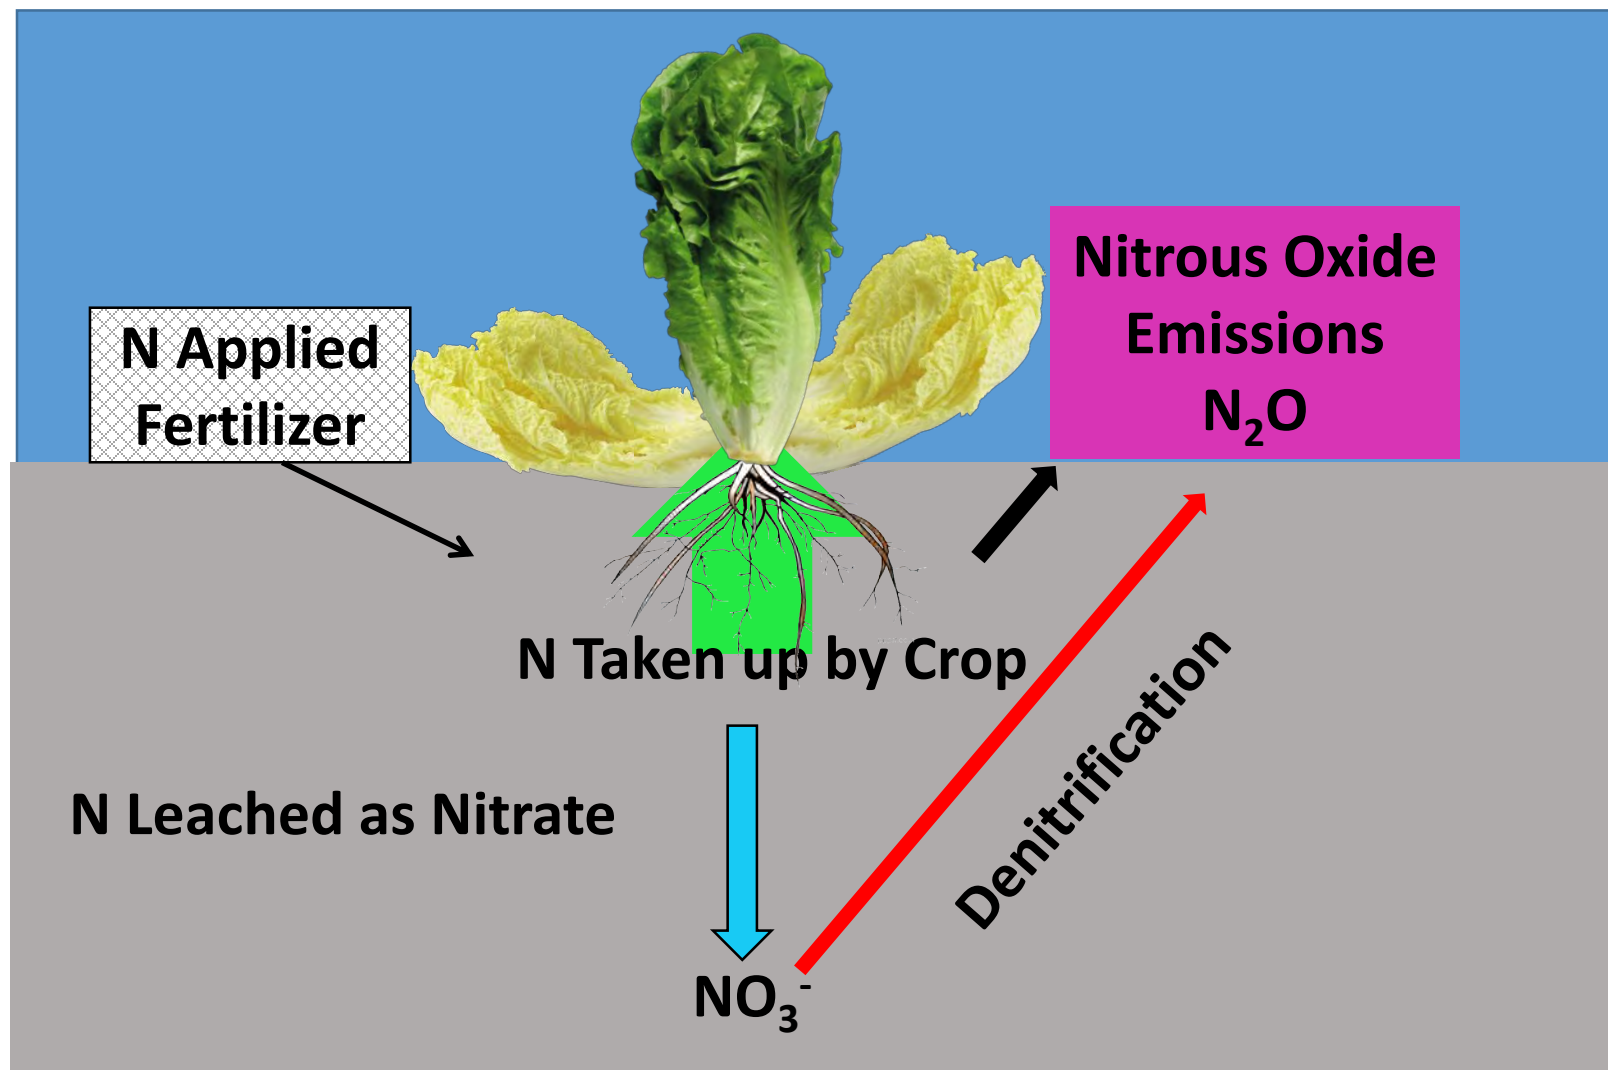 N Applied
Fertilizer
Nitrous Oxide
Emissions
N₂O
N Taken up by Crop
N Leached as Nitrate
Denitrification
NO₃⁻